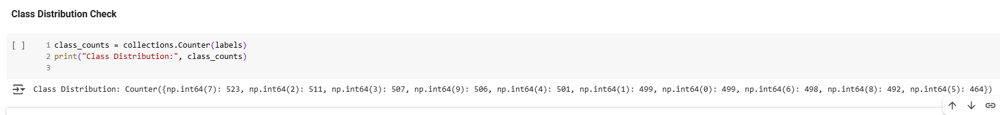 Class Distribution Check
[ ]
1 class_counts = collections.Counter(labels)
2 print("Class Distribution:", class_counts)
3
Class Distribution: Counter({np.int64(7): 523, np.int64(2): 511, np.int64(3): 507, np.int64(9): 506, np.int64(4): 501, np.int64(1): 499, np.int64(0): 499, np.int64(6): 498, np.int64(8): 492, np.int64(5): 464})